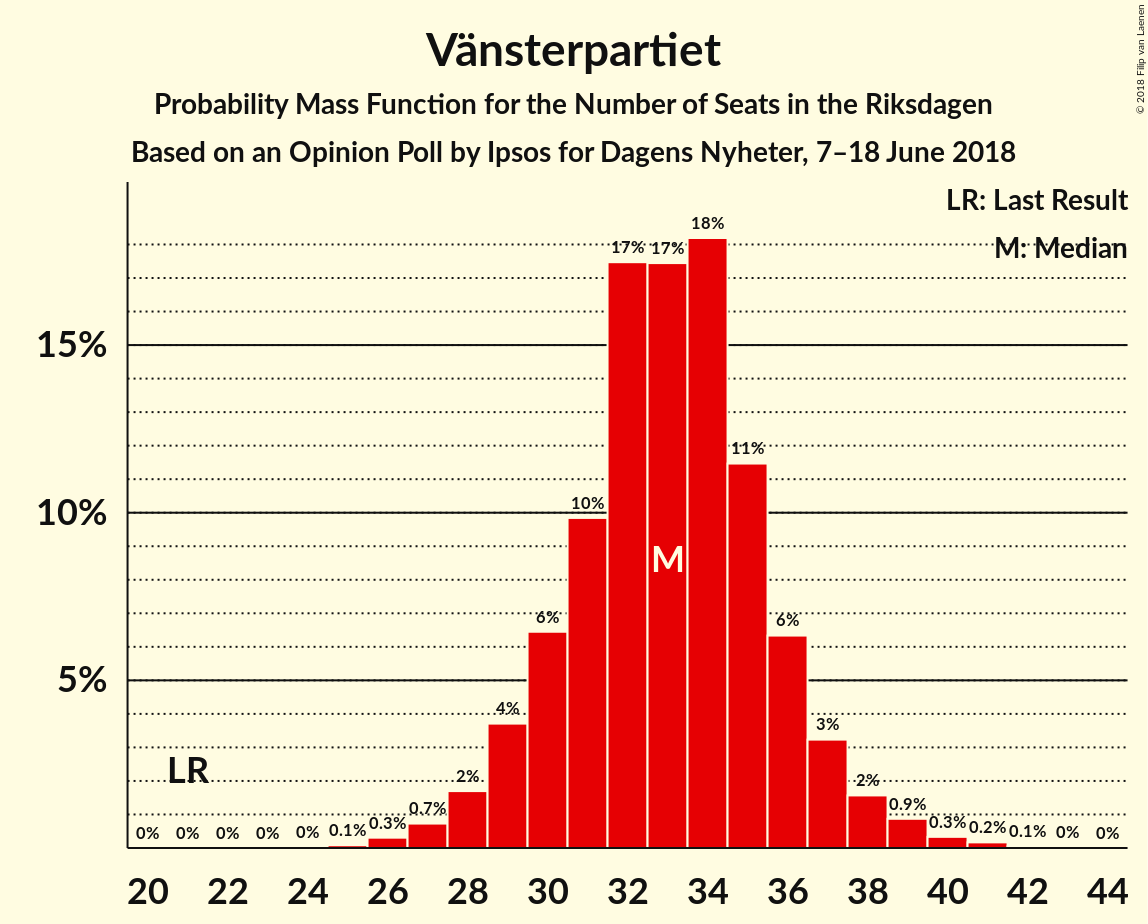 © 2018 Filip van Laenen
Vänsterpartiet
Probability Mass Function for the Number of Seats in the Riksdagen
Based on an Opinion Poll by Ipsos for Dagens Nyheter, 7–18 June 2018
LR: Last Result
M: Median
15%
10%
5%
LR
M
0% 0% 0% 0% 0% 0.1% 0.3% 0.7% 2% 4% 6% 10% 17% 17% 18% 11% 6% 3% 2% 0.9% 0.3% 0.2% 0.1% 0% 0%
20 22 24 26 28 30 32 34 36 38 40 42 44